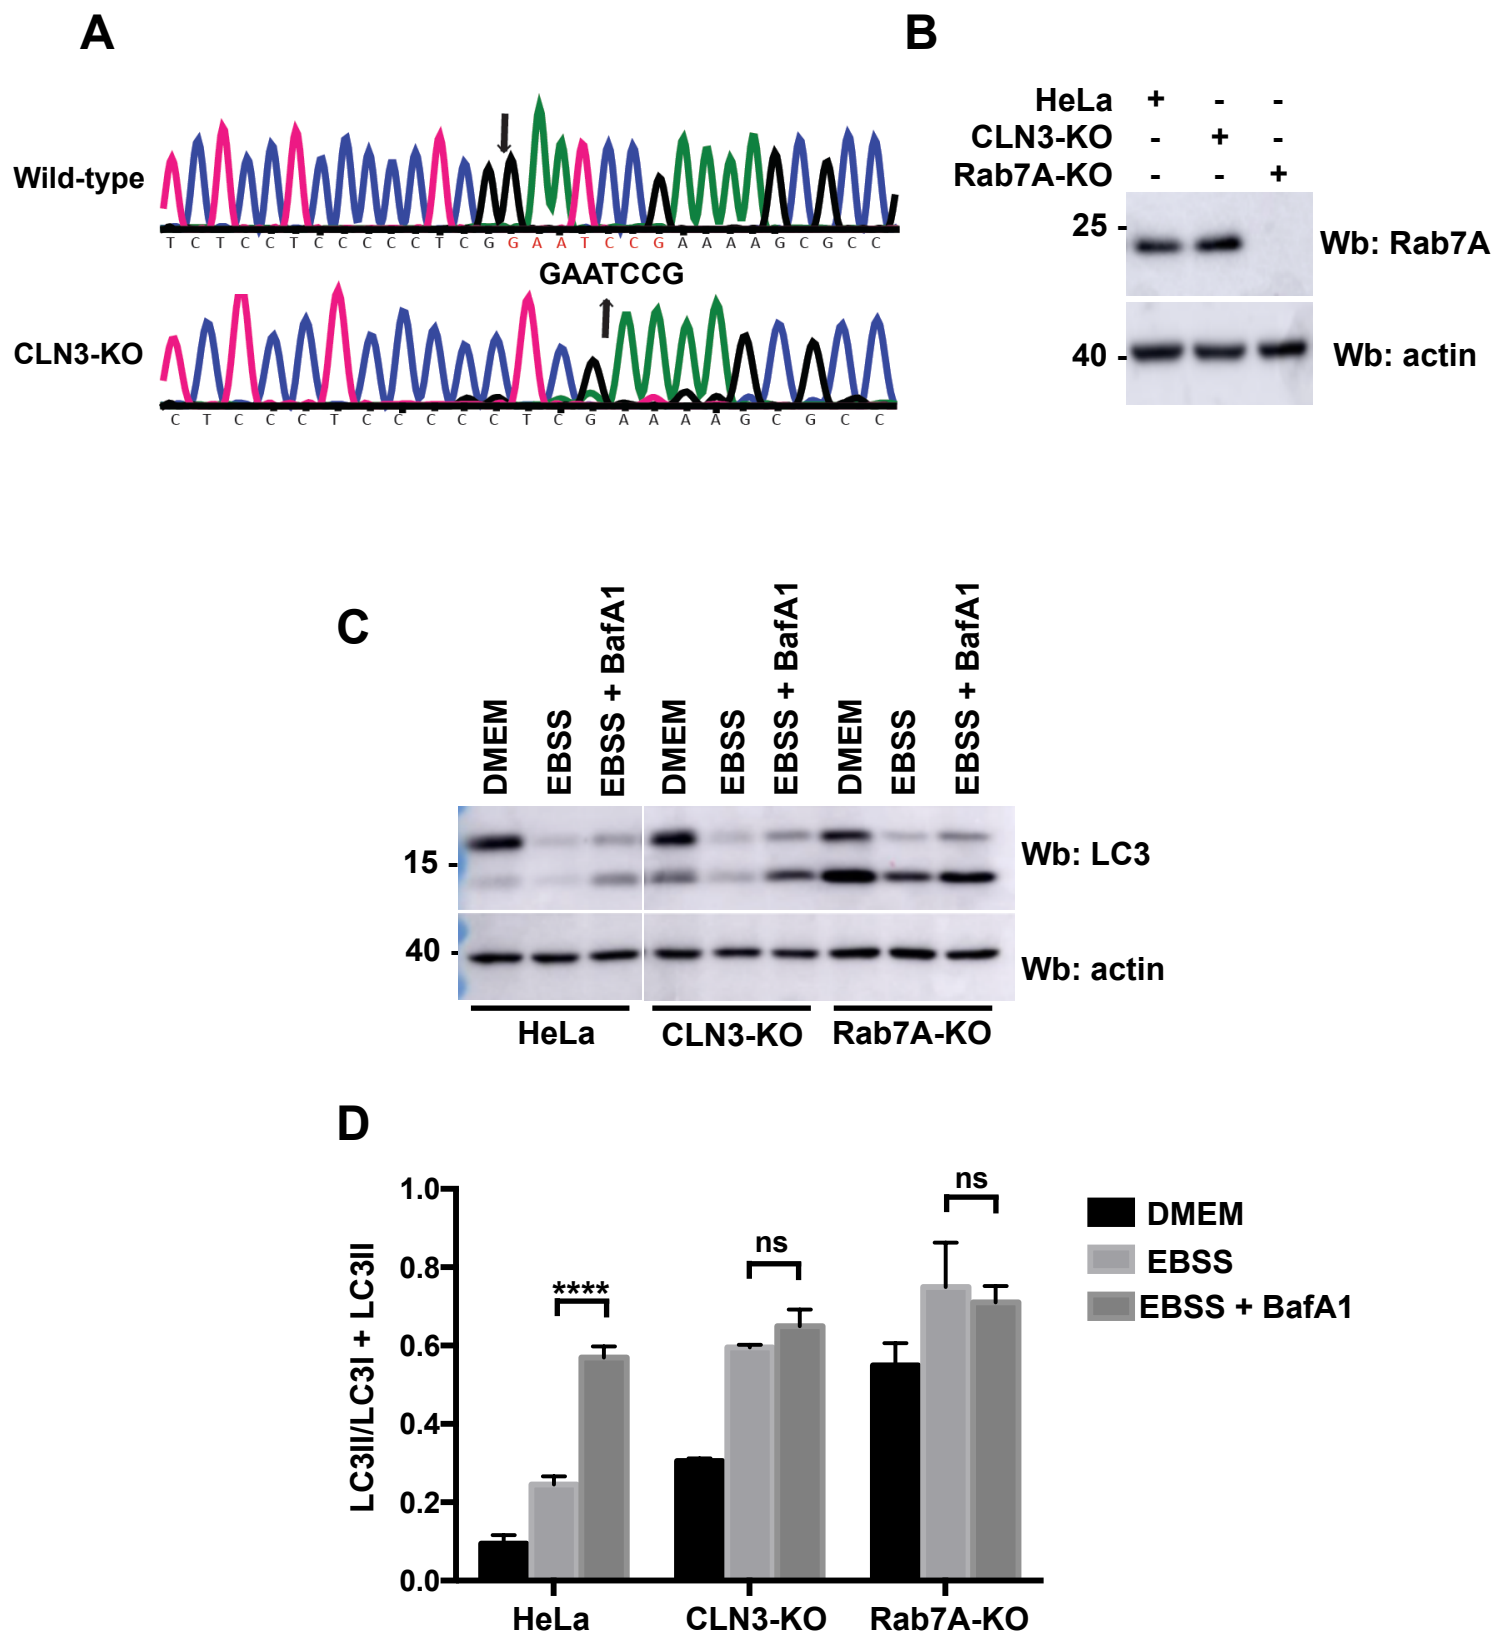 A
Wild-type
T C T C C T C C C C C T C G G A A T C C G A A A A G C G C C
GAATCCG
CLN3-KO
C T C C C T C C C C C T C G A A A A G C G C C
B
HeLa + - -
CLN3-KO - + -
Rab7A-KO - - +
25 - Wb: Rab7A
40 - Wb: actin
C
DMEM EBSS EBSS + BafA1 DMEM EBSS EBSS + BafA1 DMEM EBSS EBSS + BafA1
15 - Wb: LC3
40 - Wb: actin
HeLa CLN3-KO Rab7A-KO
D
LC3II/LC3I + LC3II
1.0
0.8
0.6
0.4
0.2
0.0
**** ns ns
HeLa CLN3-KO Rab7A-KO
DMEM
EBSS
EBSS + BafA1